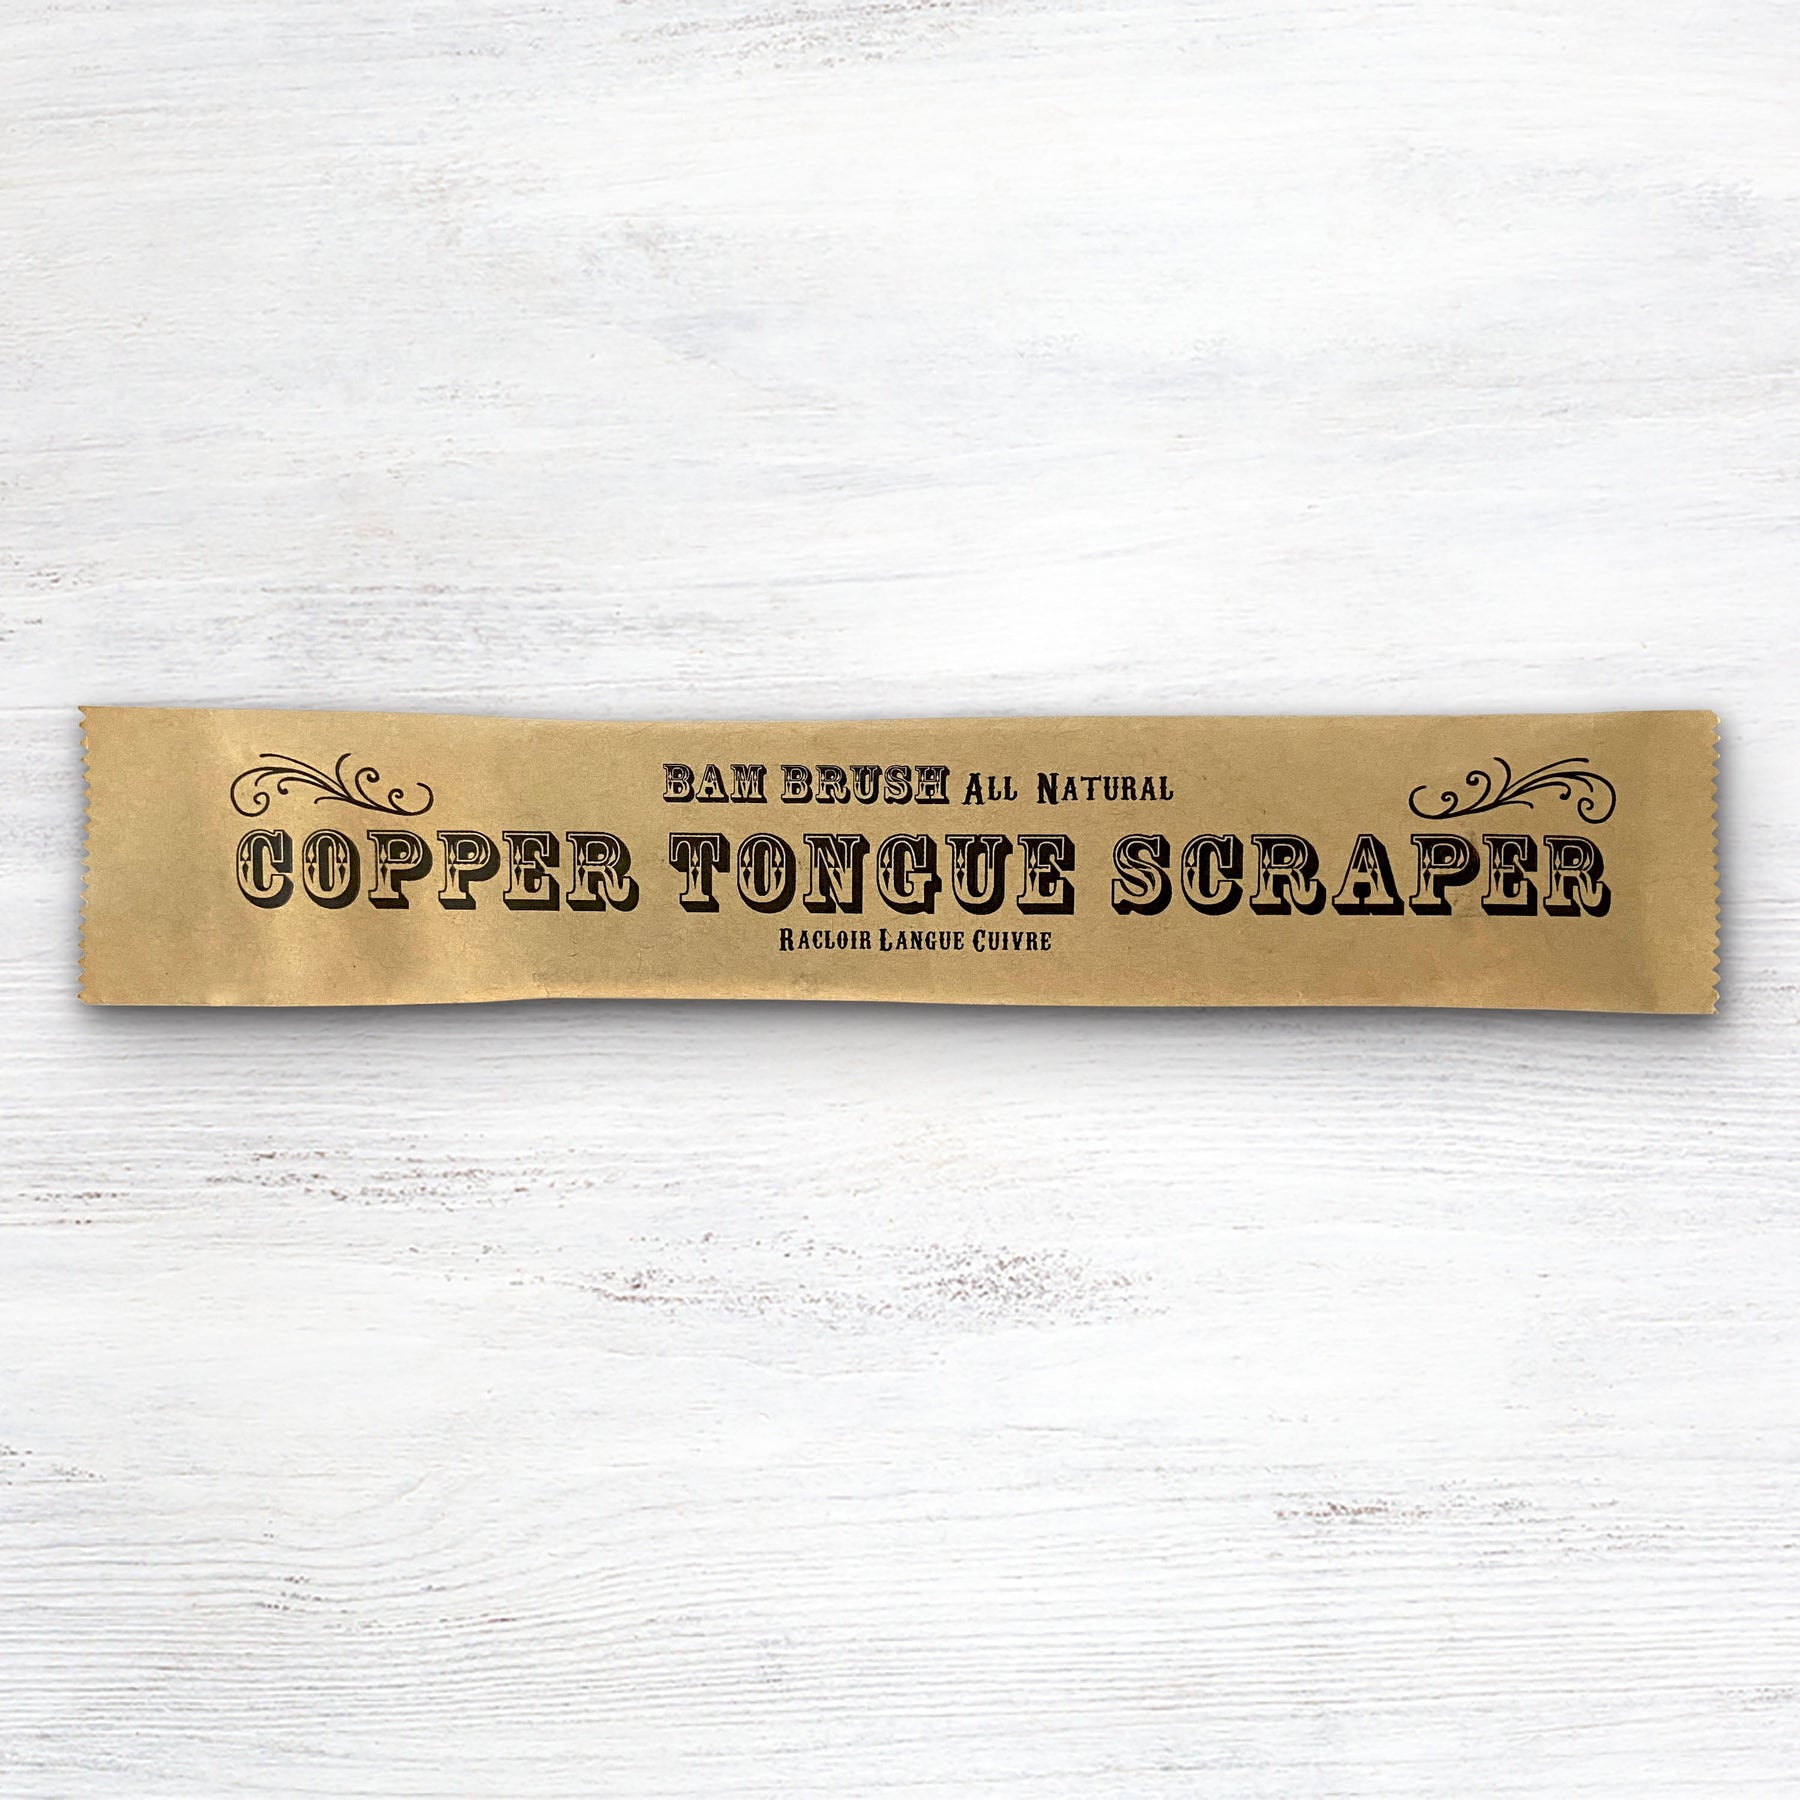 BAM BRUSH All Natural
COPPER TONGUE SCRAPER
Racloir Langue Cuivre